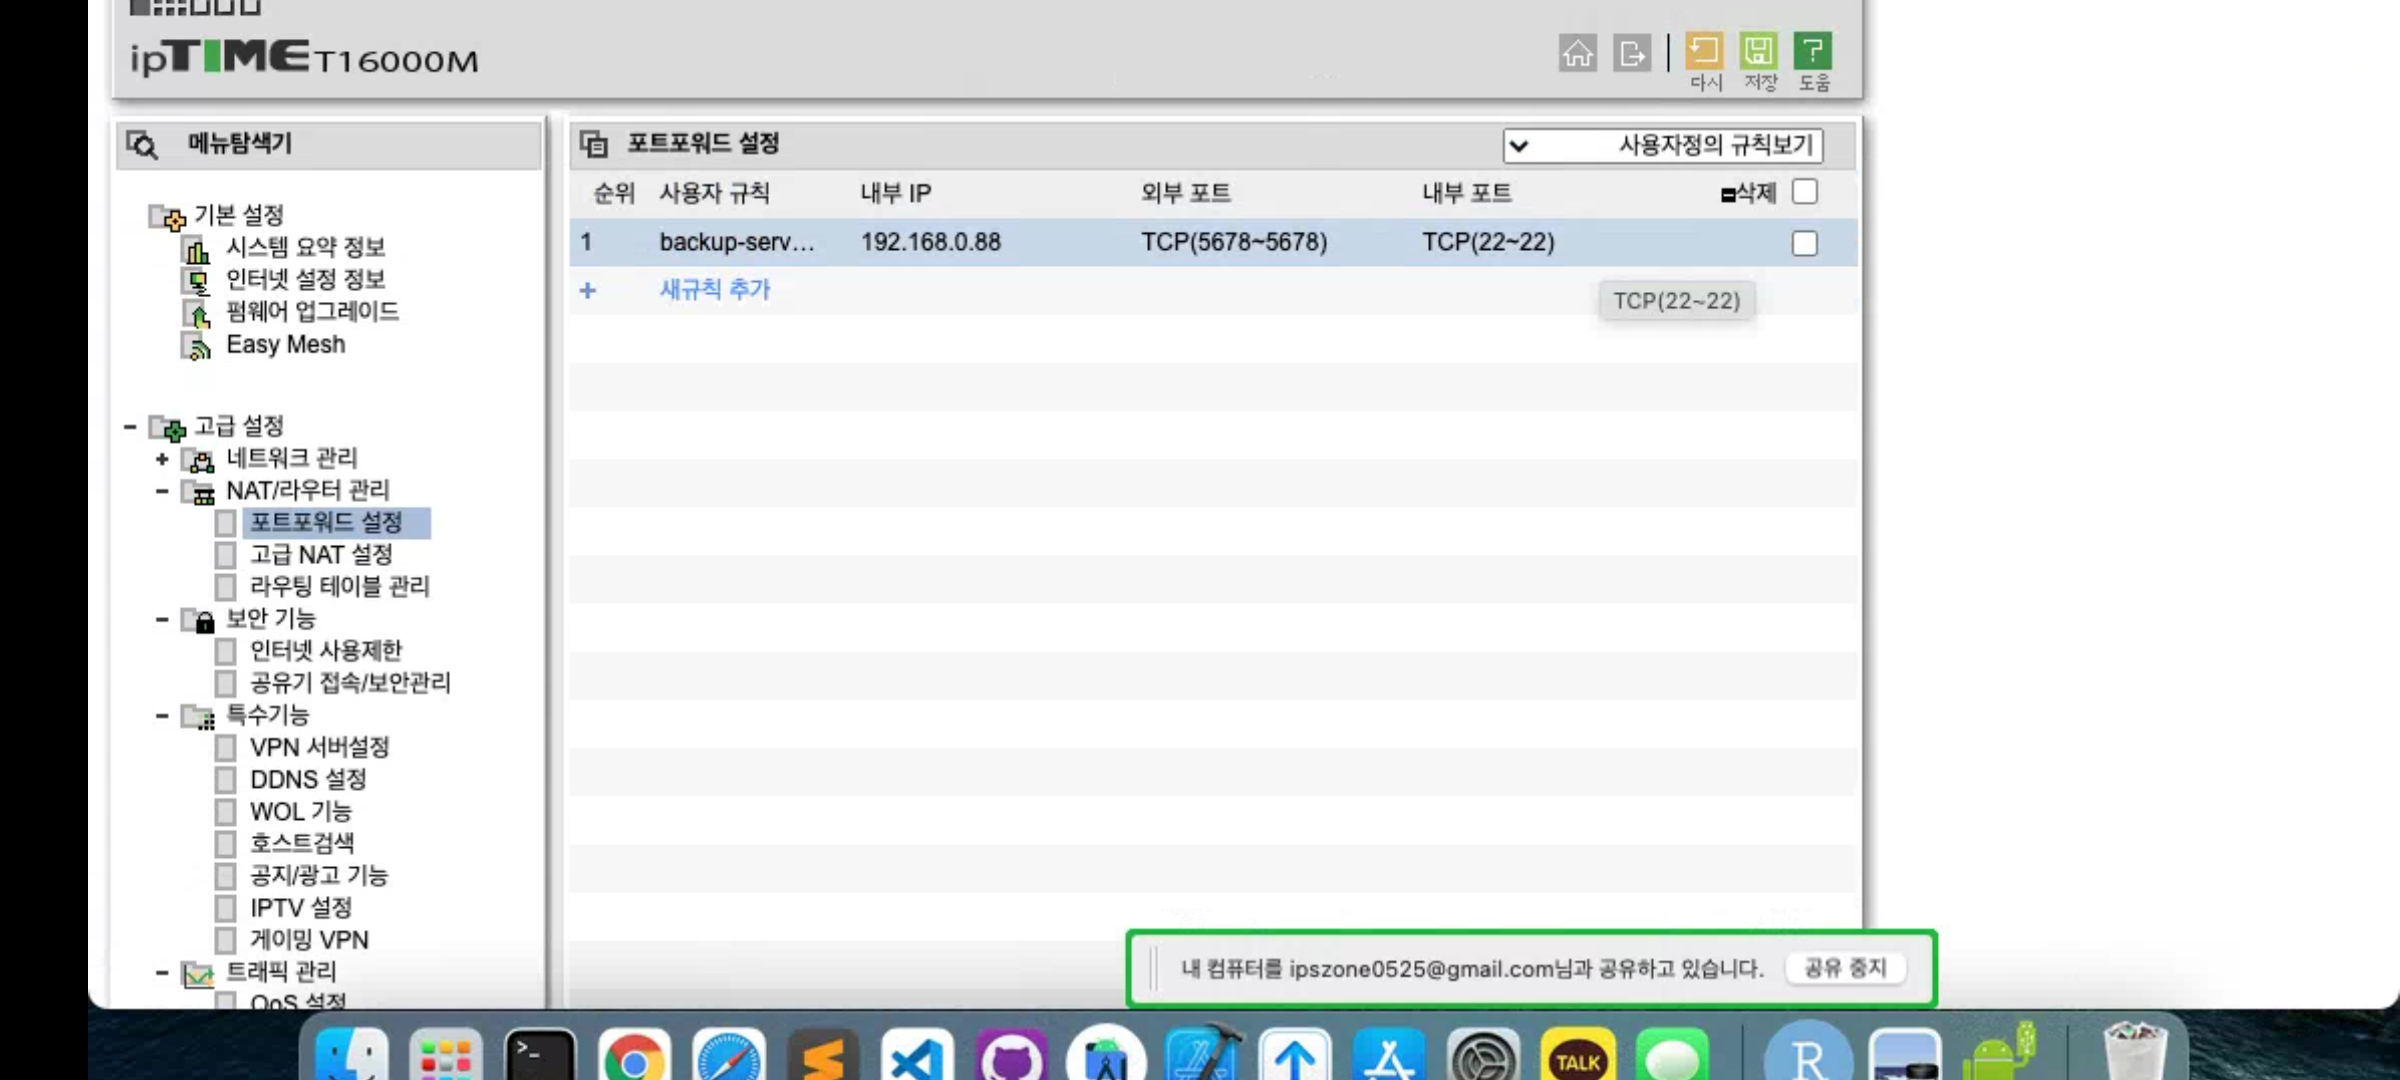 ipTIME T16000M
다시 저장 도움
메뉴탐색기
기본 설정
시스템 요약 정보
인터넷 설정 정보
펌웨어 업그레이드
Easy Mesh
고급 설정
네트워크 관리
NAT/라우터 관리
포트포워드 설정
고급 NAT 설정
라우팅 테이블 관리
보안 기능
인터넷 사용제한
공유기 접속/보안관리
특수기능
VPN 서버설정
DDNS 설정
WOL 기능
호스트검색
공지/광고 기능
IPTV 설정
게이밍 VPN
트래픽 관리
QoS 설정
포트포워드 설정 사용자정의 규칙보기
순위 사용자 규칙 내부 IP 외부 포트 내부 포트 삭제
1 backup-serv... 192.168.0.88 TCP(5678~5678) TCP(22~22)
+ 새규칙 추가
TCP(22~22)
내 컴퓨터를 ipszone0525@gmail.com님과 공유하고 있습니다. 공유 중지
>_
TALK
R